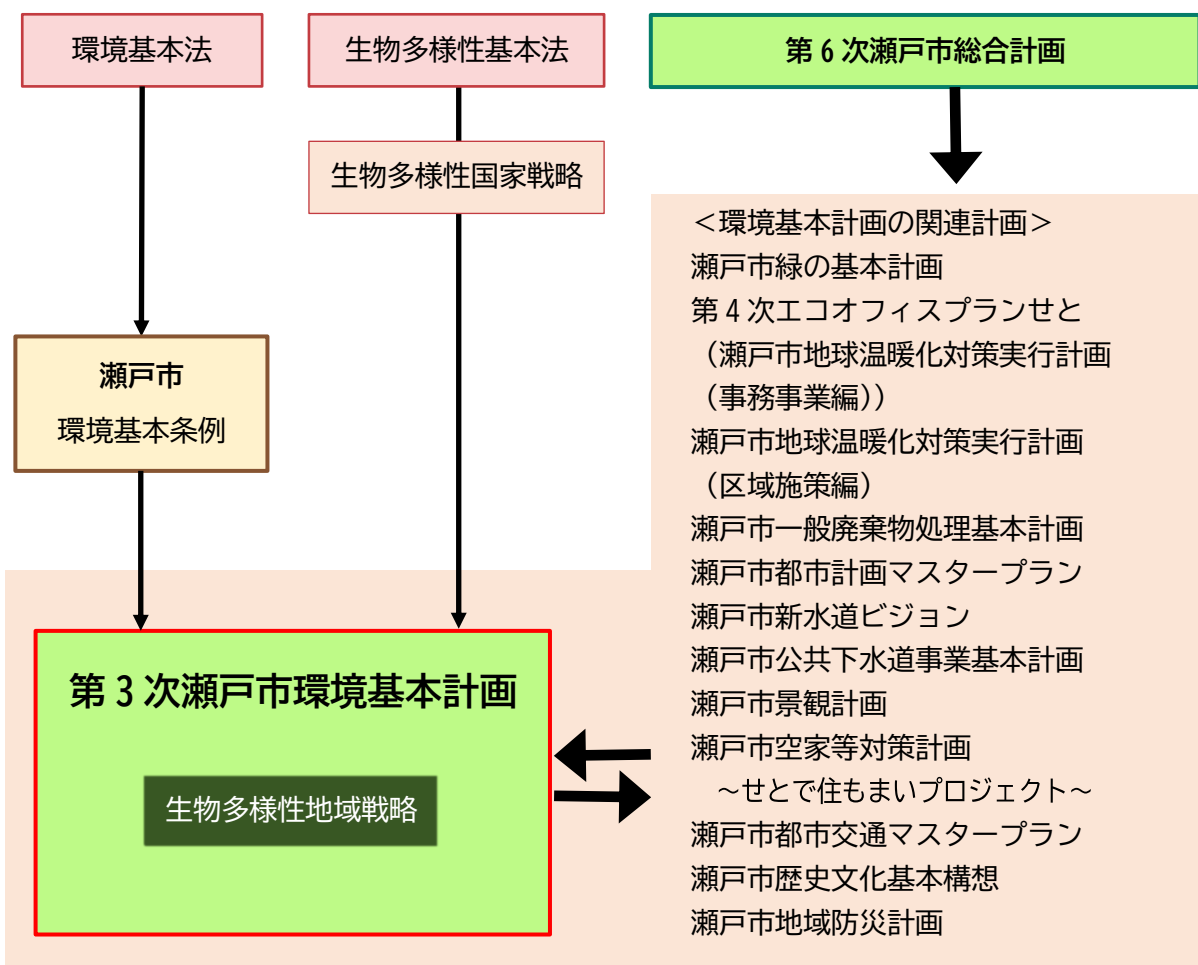 環境基本法
生物多様性基本法
第6次瀬戸市総合計画
生物多様性国家戦略
瀬戸市
環境基本条例
<環境基本計画の関連計画>
瀬戸市緑の基本計画
第4次エコオフィスプランせと
(瀬戸市地球温暖化対策実行計画
(事務事業編))
瀬戸市地球温暖化対策実行計画
(区域施策編)
瀬戸市一般廃棄物処理基本計画
瀬戸市都市計画マスタープラン
瀬戸市新水道ビジョン
瀬戸市公共下水道事業基本計画
瀬戸市景観計画
瀬戸市空家等対策計画
~せとで住もまいプロジェクト~
瀬戸市都市交通マスタープラン
瀬戸市歴史文化基本構想
瀬戸市地域防災計画
第3次瀬戸市環境基本計画
生物多様性地域戦略